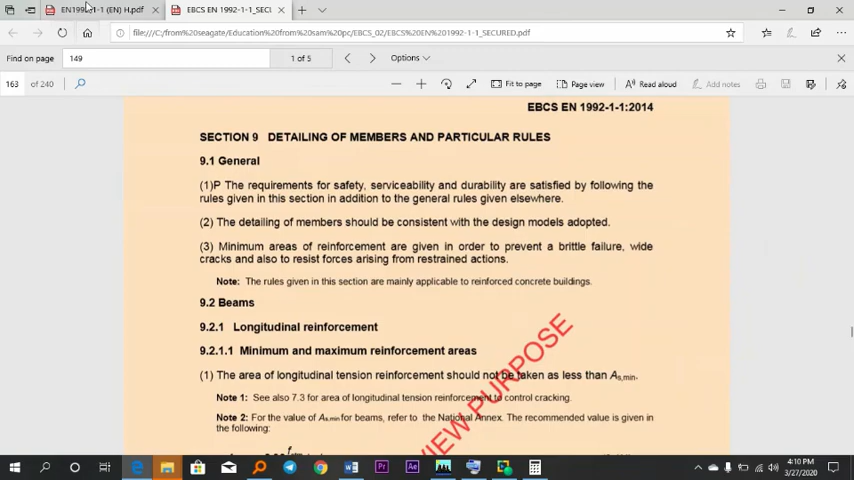 EN1992-1-1 (EN) H.pdf
EBCS EN 1992-1-1_SECU
file:///from%20seagate/Education%20from%20sam%20pc/EBCS_02/EBCS%20EN%201992-1-1_SECURED.pdf
Find on page
149
1 of 5
Options
163
of 240
Fit to page
Page view
Read aloud
Add notes
EBCS EN 1992-1-1:2014
SECTION 9 DETAILING OF MEMBERS AND PARTICULAR RULES
9.1 General
(1)P The requirements for safety, serviceability and durability are satisfied by following the
rules given in this section in addition to the general rules given elsewhere.
(2) The detailing of members should be consistent with the design models adopted.
(3) Minimum areas of reinforcement are given in order to prevent a brittle failure, wide
cracks and also to resist forces arising from restrained actions.
Note: The rules given in this section are mainly applicable to reinforced concrete buildings.
9.2 Beams
9.2.1 Longitudinal reinforcement
9.2.1.1 Minimum and maximum reinforcement areas
(1) The area of longitudinal tension reinforcement should not be taken as less than As,min.
Note 1: See also 7.3 for area of longitudinal tension reinforcement to control cracking.
Note 2: For the value of As,min for beams, refer to the National Annex. The recommended value is given in
the following:
VIEW PURPOSE
4:10 PM
3/27/2020